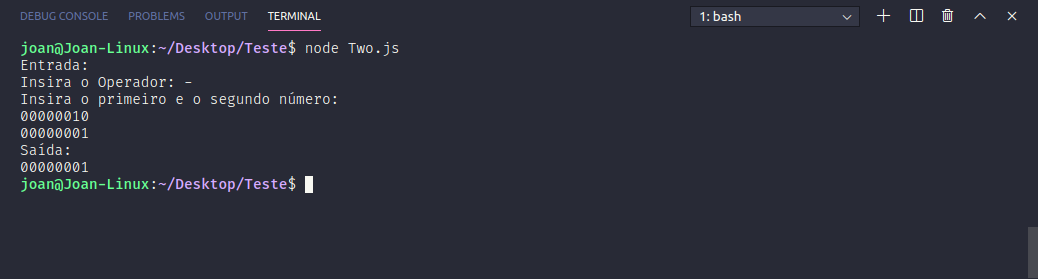 DEBUG CONSOLE PROBLEMS OUTPUT TERMINAL 1: bash
joan@Joan-Linux:~/Desktop/Teste$ node Two.js
Entrada:
Insira o Operador: -
Insira o primeiro e o segundo número:
00000010
00000001
Saída:
00000001
joan@Joan-Linux:~/Desktop/Teste$